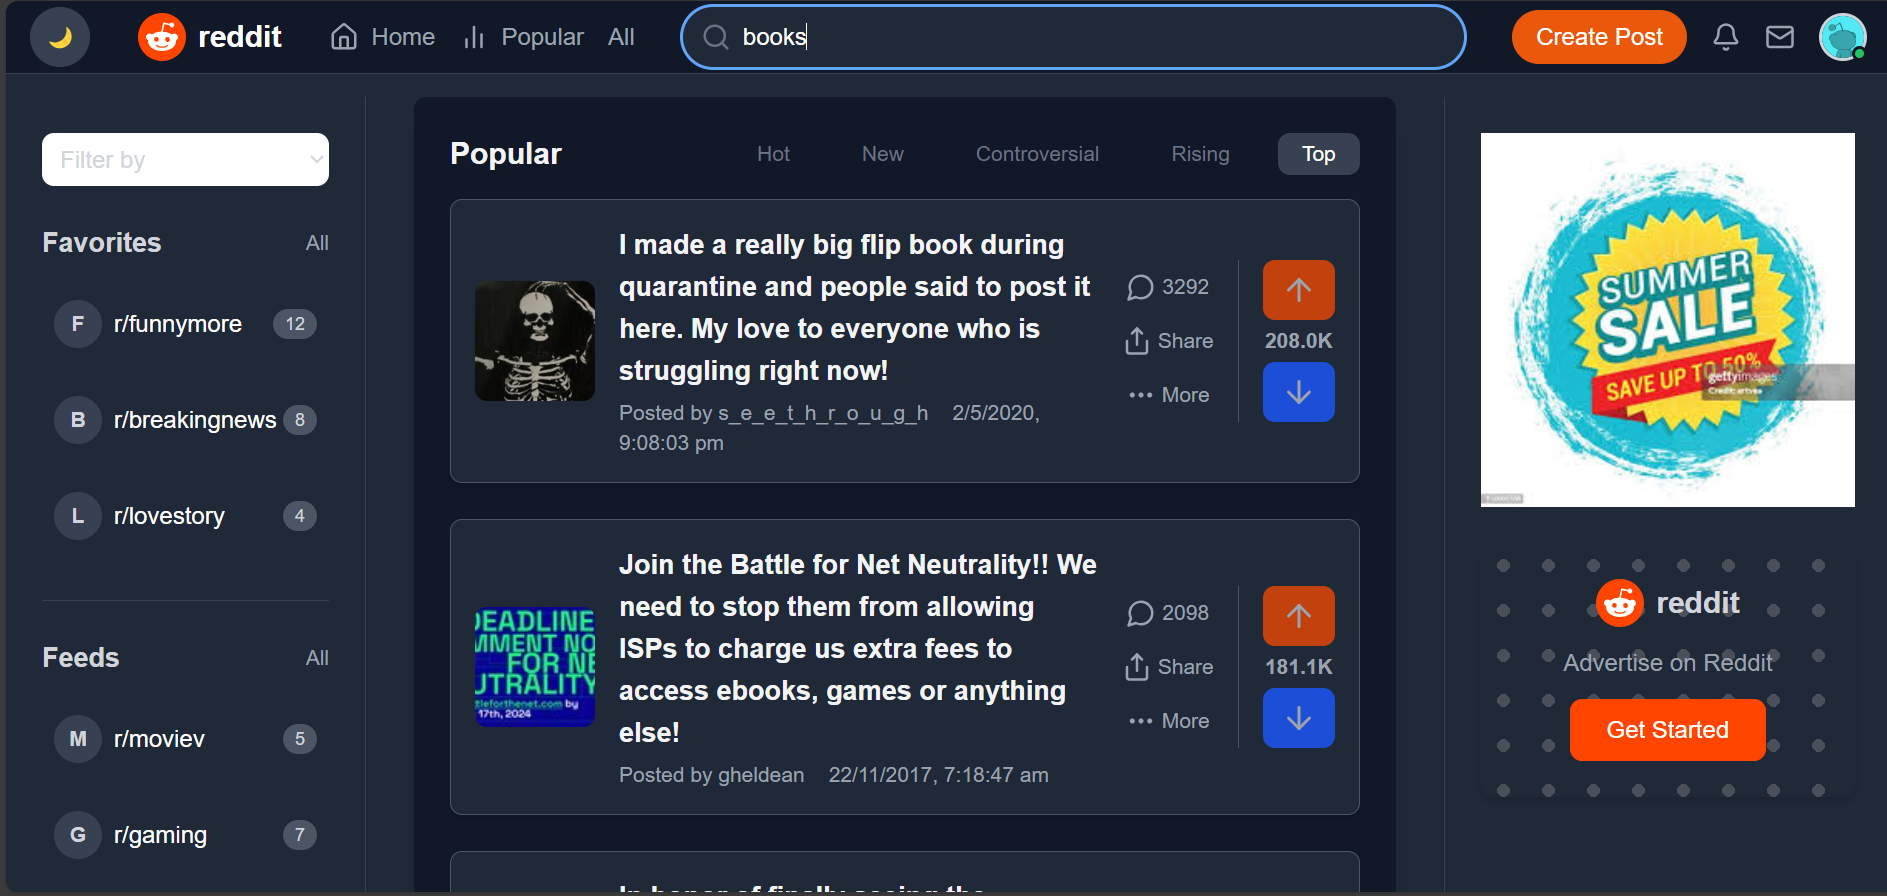 reddit
Home
Popular
All
books
Create Post
Filter by
Favorites
All
F
r/funnymore
12
B
r/breakingnews
8
L
r/lovestory
4
Feeds
All
M
r/moviev
5
G
r/gaming
7
Popular
Hot
New
Controversial
Rising
Top
I made a really big flip book during
quarantine and people said to post it
here. My love to everyone who is
struggling right now!
Posted by s_e_e_t_h_r_o_u_g_h 2/5/2020,
9:08:03 pm
3292
Share
More
208.0K
DEADLINE
MMENT NO
FOR NE
UTRALITY
tleforthenet.com by
17th, 2024
Join the Battle for Net Neutrality!! We
need to stop them from allowing
ISPs to charge us extra fees to
access ebooks, games or anything
else!
Posted by gheldean 22/11/2017, 7:18:47 am
2098
Share
More
181.1K
In honor of finally seeing the
SUMMER
SALE
SAVE UP TO 50%
gettyimages
Credit: artvea
reddit
Advertise on Reddit
Get Started